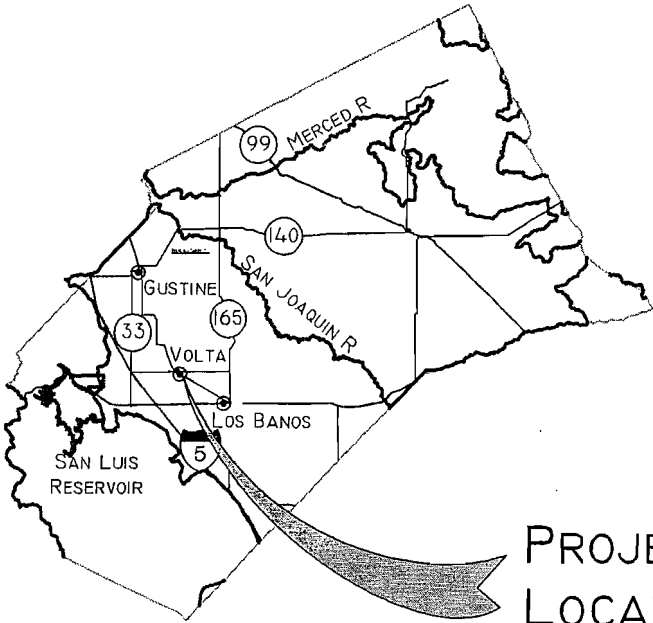 MERCED R
99
140
SAN JOAQUIN R
GUSTINE
33
165
VOLTA
LOS BANOS
5
SAN LUIS
RESERVOIR
PROJE
LOCA